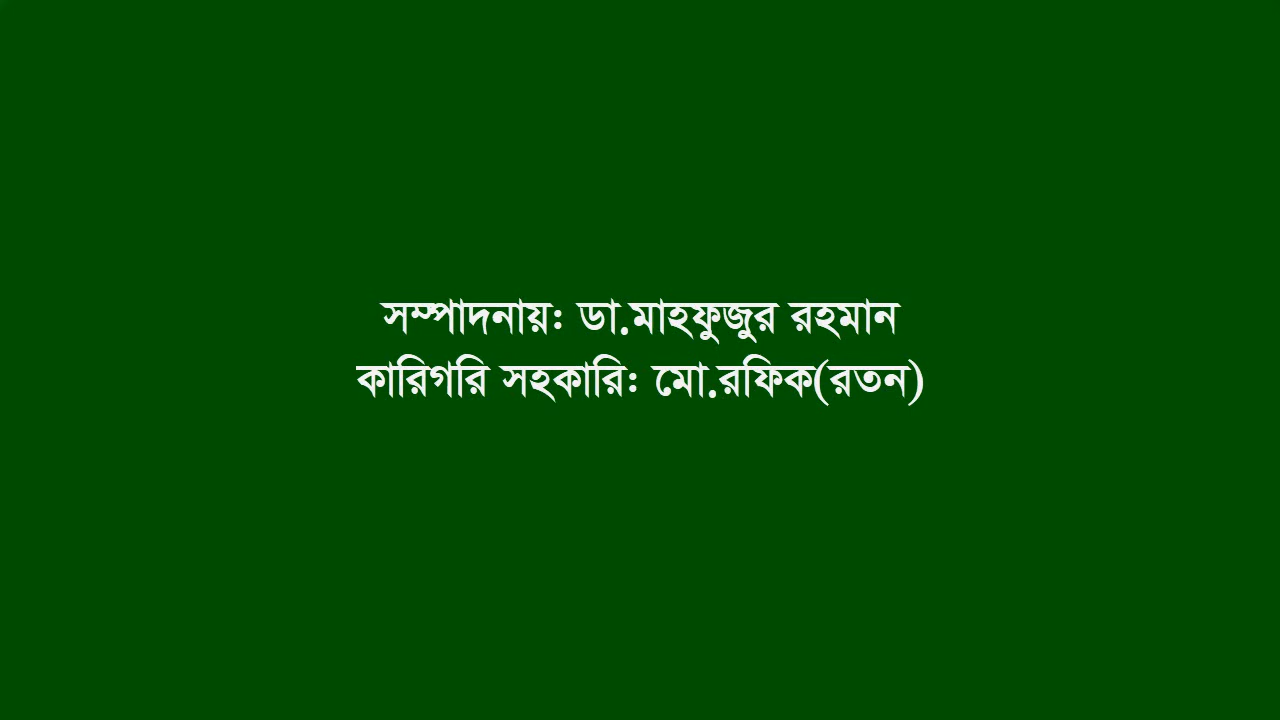 সম্পাদনায়: ডা.মাহফুজুর রহমান
কারিগরি সহকারি: মো.রফিক(রতন)